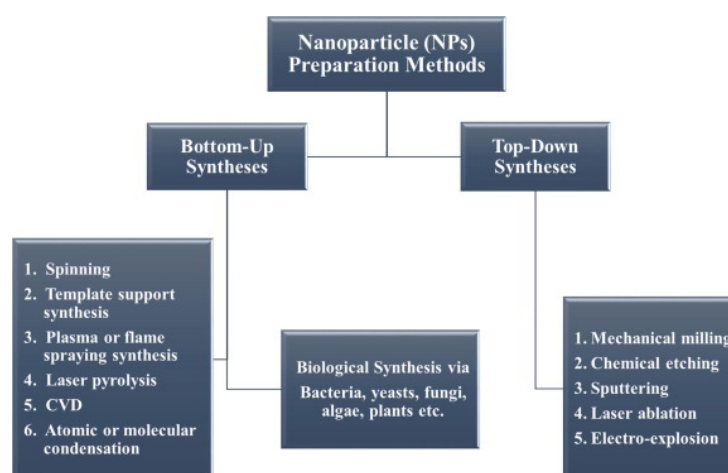 Nanoparticle (NPs)
Preparation Methods
Bottom-Up
Syntheses
Top-Down
Syntheses
1. Spinning
2. Template support
synthesis
3. Plasma or flame
spraying synthesis
4. Laser pyrolysis
5. CVD
6. Atomic or molecular
condensation
Biological Synthesis via
Bacteria, yeasts, fungi,
algae, plants etc.
1. Mechanical milling
2. Chemical etching
3. Sputtering
4. Laser ablation
5. Electro-explosion